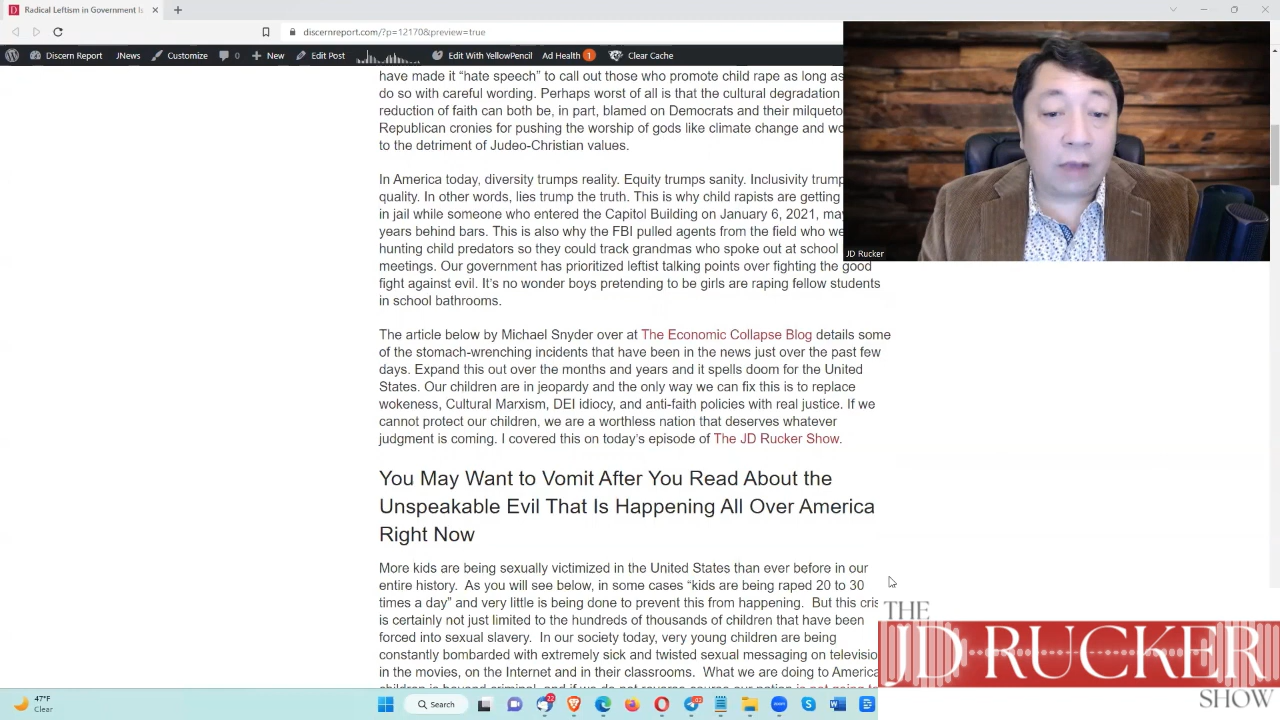 Radical Leftism in Government Is
discernreport.com/?p=12170&preview=true
Discern Report JNews Customize 0 New Edit Post Edit With YellowPencil Ad Health 1 Clear Cache
have made it “hate speech” to call out those who promote child rape as long as
do so with careful wording. Perhaps worst of all is that the cultural degradation
reduction of faith can both be, in part, blamed on Democrats and their milqueto
Republican cronies for pushing the worship of gods like climate change and wo
to the detriment of Judeo-Christian values.
In America today, diversity trumps reality. Equity trumps sanity. Inclusivity trump
quality. In other words, lies trump the truth. This is why child rapists are getting
in jail while someone who entered the Capitol Building on January 6, 2021, may
years behind bars. This is also why the FBI pulled agents from the field who we
hunting child predators so they could track grandmas who spoke out at school
meetings. Our government has prioritized leftist talking points over fighting the good
fight against evil. It’s no wonder boys pretending to be girls are raping fellow students
in school bathrooms.
The article below by Michael Snyder over at The Economic Collapse Blog details some
of the stomach-wrenching incidents that have been in the news just over the past few
days. Expand this out over the months and years and it spells doom for the United
States. Our children are in jeopardy and the only way we can fix this is to replace
wokeness, Cultural Marxism, DEI idiocy, and anti-faith policies with real justice. If we
cannot protect our children, we are a worthless nation that deserves whatever
judgment is coming. I covered this on today’s episode of The JD Rucker Show.
You May Want to Vomit After You Read About the
Unspeakable Evil That Is Happening All Over America
Right Now
More kids are being sexually victimized in the United States than ever before in our
entire history. As you will see below, in some cases “kids are being raped 20 to 30
times a day” and very little is being done to prevent this from happening. But this cris
is certainly not just limited to the hundreds of thousands of children that have been
forced into sexual slavery. In our society today, very young children are being
constantly bombarded with extremely sick and twisted sexual messaging on televisio
in the movies, on the Internet and in their classrooms. What we are doing to America
JD Rucker
THE
JD RUCKER
SHOW
47°F
Clear
Search
22